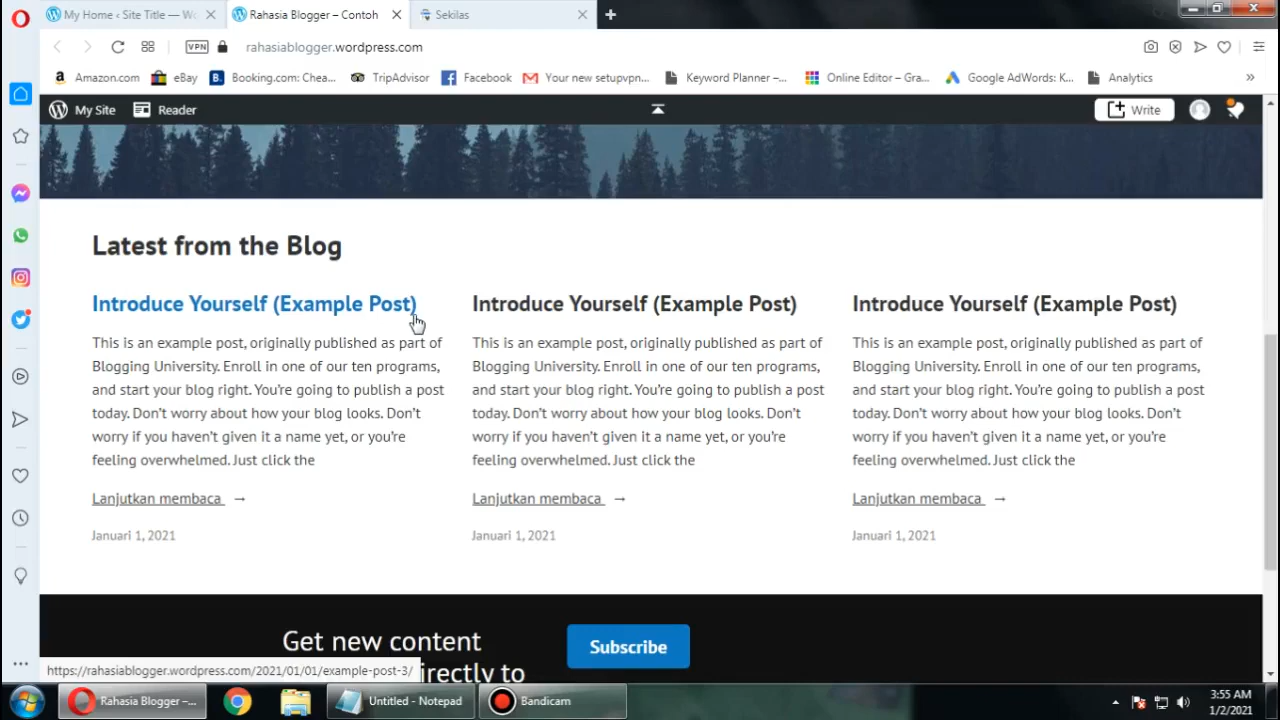 My Home ‹ Site Title — Wo
Rahasia Blogger – Contoh
Sekilas
VPN
rahasiablogger.wordpress.com
Amazon.com
eBay
Booking.com: Chea...
TripAdvisor
Facebook
Your new setupvpn...
Keyword Planner –...
Online Editor – Gra...
Google AdWords: K...
Analytics
My Site
Reader
Write
Latest from the Blog
Introduce Yourself (Example Post)
This is an example post, originally published as part of
Blogging University. Enroll in one of our ten programs,
and start your blog right. You're going to publish a post
today. Don't worry about how your blog looks. Don't
worry if you haven't given it a name yet, or you're
feeling overwhelmed. Just click the
Lanjutkan membaca →
Januari 1, 2021
Introduce Yourself (Example Post)
This is an example post, originally published as part of
Blogging University. Enroll in one of our ten programs,
and start your blog right. You're going to publish a post
today. Don't worry about how your blog looks. Don't
worry if you haven't given it a name yet, or you're
feeling overwhelmed. Just click the
Lanjutkan membaca →
Januari 1, 2021
Introduce Yourself (Example Post)
This is an example post, originally published as part of
Blogging University. Enroll in one of our ten programs,
and start your blog right. You're going to publish a post
today. Don't worry about how your blog looks. Don't
worry if you haven't given it a name yet, or you're
feeling overwhelmed. Just click the
Lanjutkan membaca →
Januari 1, 2021
Get new content
directly to
Subscribe
https://rahasiablogger.wordpress.com/2021/01/01/example-post-3/
Rahasia Blogger –...
Untitled - Notepad
Bandicam
3:55 AM
1/2/2021